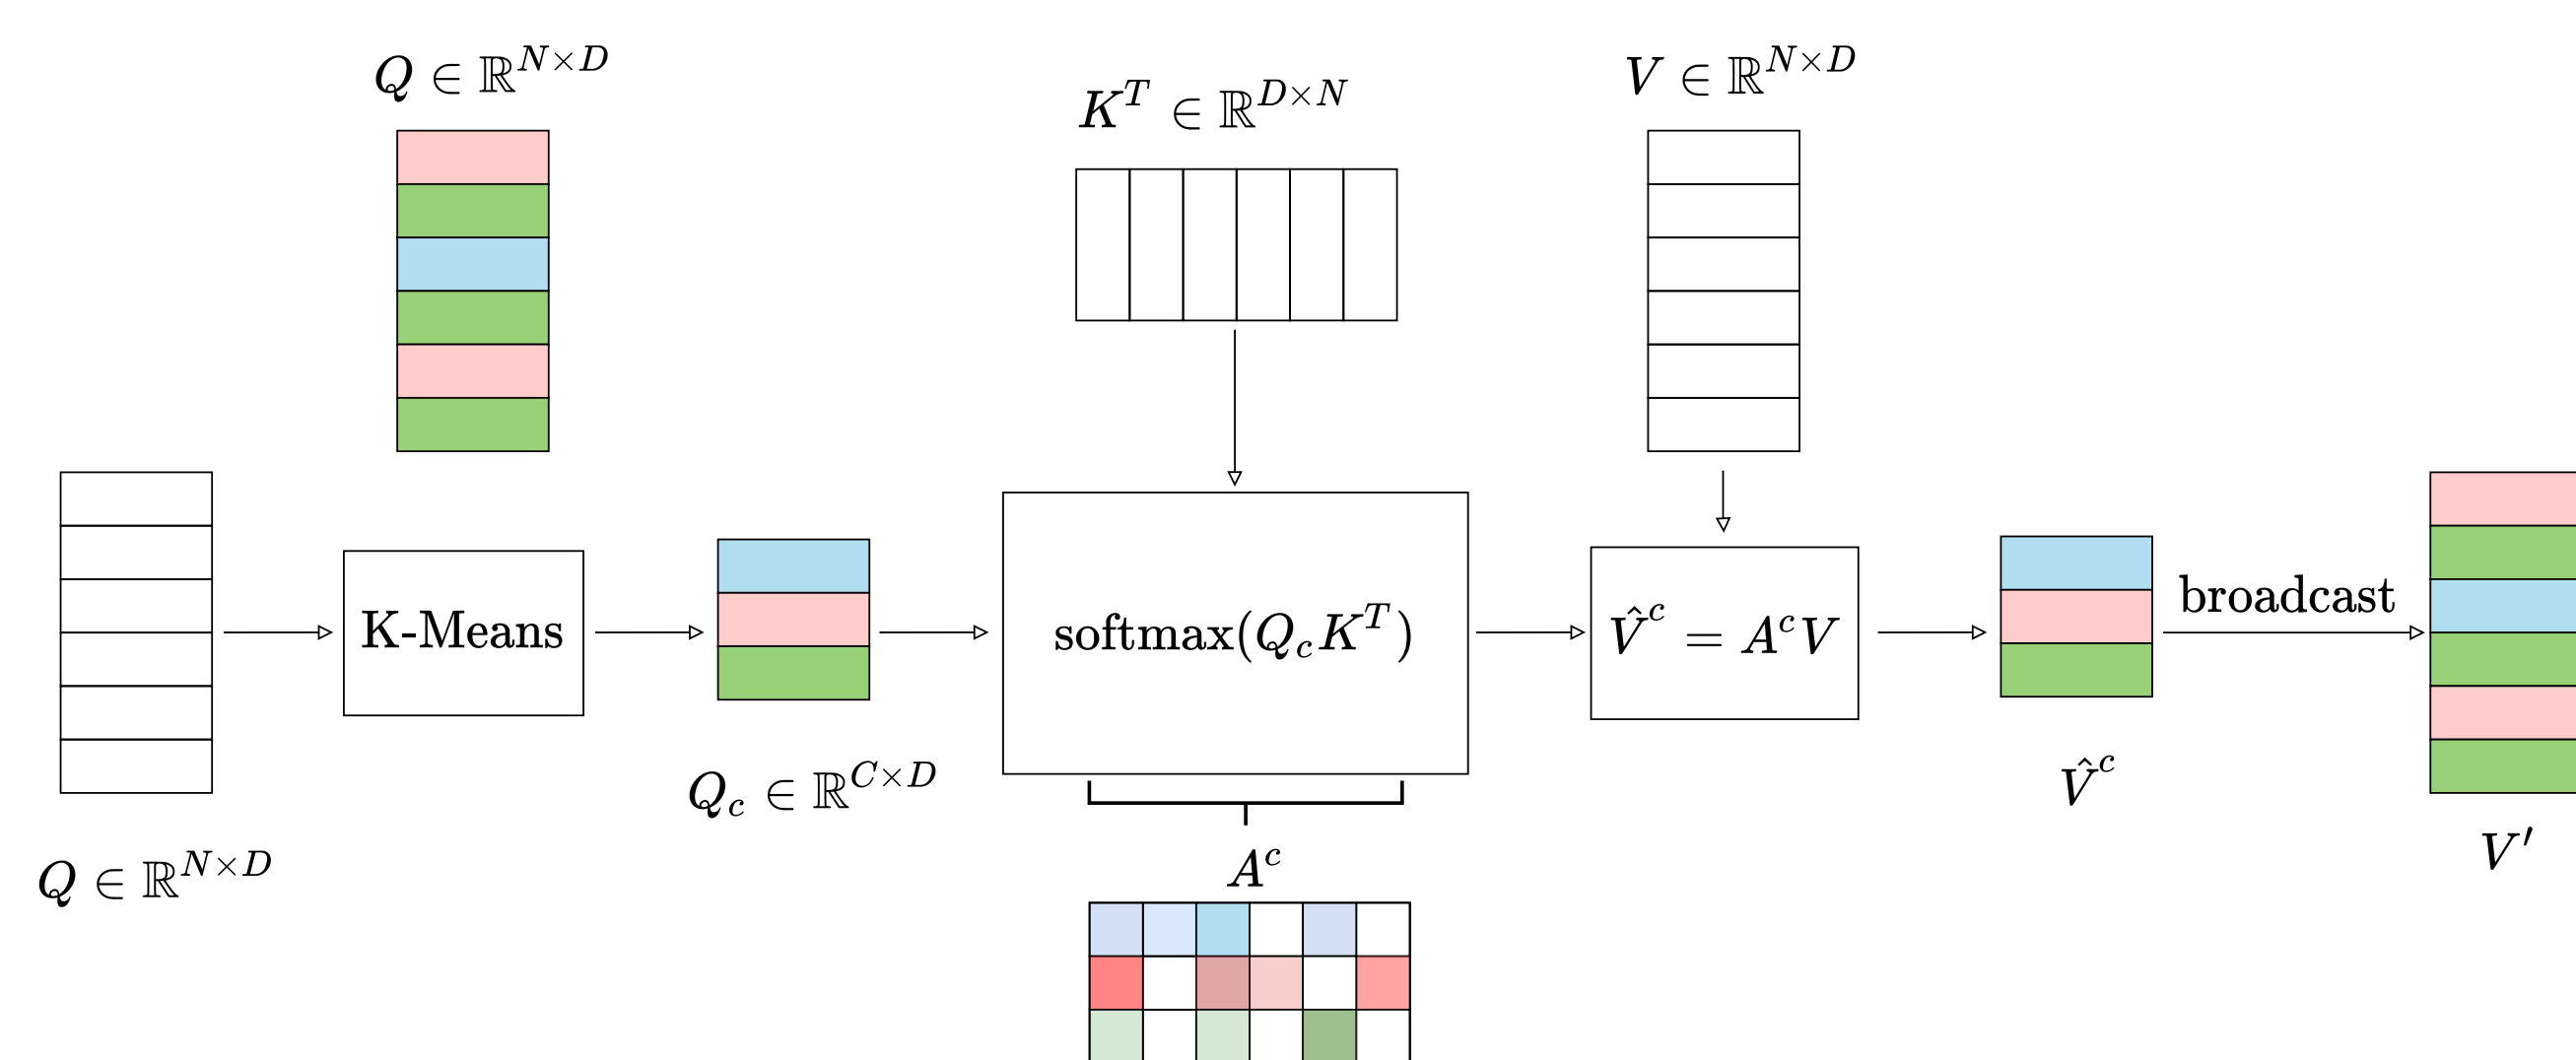 Q ∈ ℝ^{N×D}
K^T ∈ ℝ^{D×N}
V ∈ ℝ^{N×D}
K-Means
softmax(Q_c K^T)
V̂^c = A^c V
broadcast
Q ∈ ℝ^{N×D}
Q_c ∈ ℝ^{C×D}
A^c
V̂^c
V′